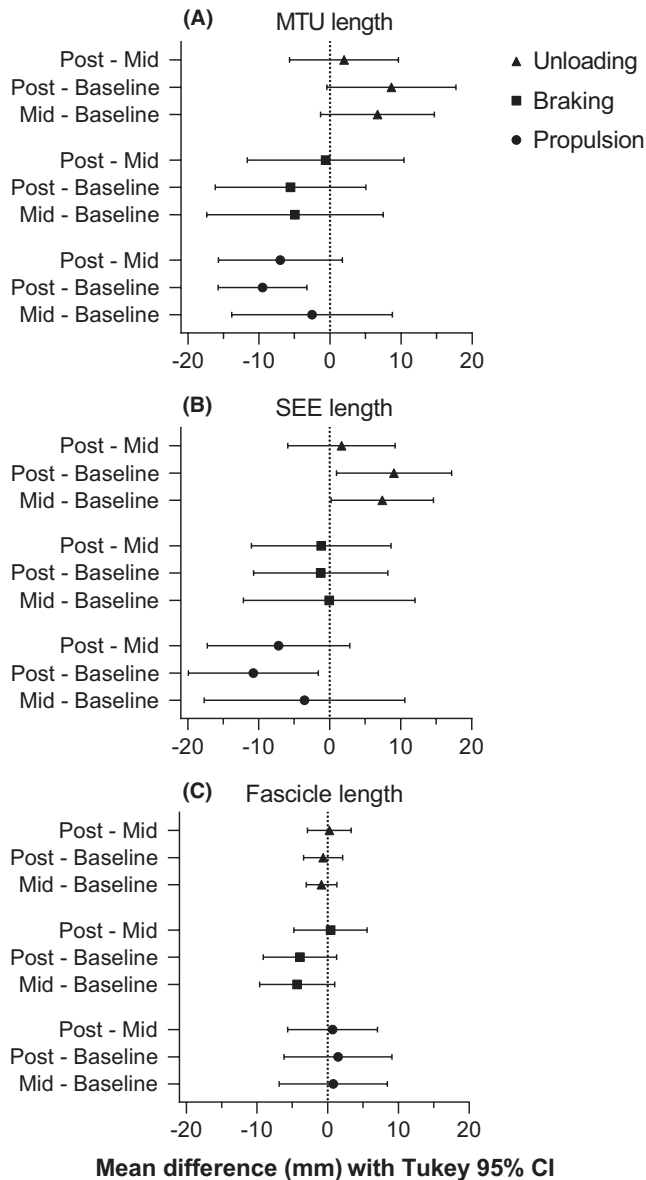 (A)
MTU length
Post - Mid
Post - Baseline
Mid - Baseline
Post - Mid
Post - Baseline
Mid - Baseline
Post - Mid
Post - Baseline
Mid - Baseline
-20 -10 0 10 20
Unloading
Braking
Propulsion
(B)
SEE length
Post - Mid
Post - Baseline
Mid - Baseline
Post - Mid
Post - Baseline
Mid - Baseline
Post - Mid
Post - Baseline
Mid - Baseline
-20 -10 0 10 20
(C)
Fascicle length
Post - Mid
Post - Baseline
Mid - Baseline
Post - Mid
Post - Baseline
Mid - Baseline
Post - Mid
Post - Baseline
Mid - Baseline
-20 -10 0 10 20
Mean difference (mm) with Tukey 95% CI